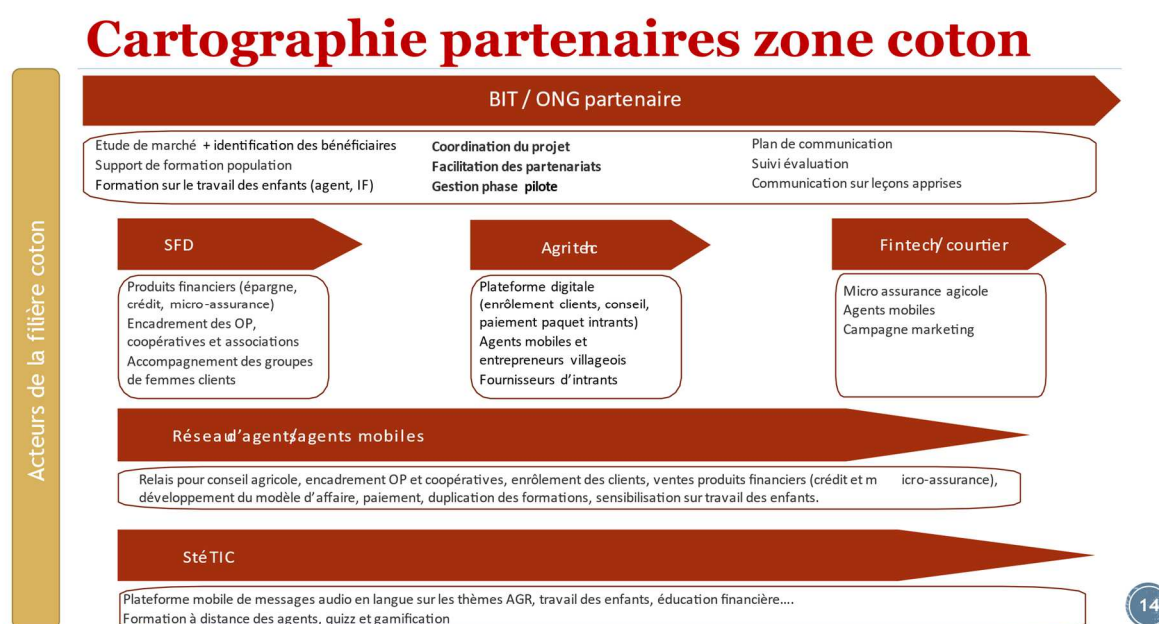 Cartographie partenaires zone coton
Acteurs de la filière coton
BIT / ONG partenaire
Etude de marché + identification des bénéficiaires
Support de formation population
Formation sur le travail des enfants (agent, IF)
Coordination du projet
Facilitation des partenariats
Gestion phase pilote
Plan de communication
Suivi évaluation
Communication sur leçons apprises
SFD
Produits financiers (épargne,
crédit, micro-assurance)
Encadrement des OP,
coopératives et associations
Accompagnement des groupes
de femmes clients
Agritech
Plateforme digitale
(enrôlement clients, conseil,
paiement paquet intrants)
Agents mobiles et
entrepreneurs villageois
Fournisseurs d’intrants
Fintech/ courtier
Micro assurance agicole
Agents mobiles
Campagne marketing
Réseau d’agents/agents mobiles
Relais pour conseil agricole, encadrement OP et coopératives, enrôlement des clients, ventes produits financiers (crédit et m icro-assurance),
développement du modèle d’affaire, paiement, duplication des formations, sensibilisation sur travail des enfants.
Sté TIC
Plateforme mobile de messages audio en langue sur les thèmes AGR, travail des enfants, éducation financière....
Formation à distance des agents, quizz et gamification
14